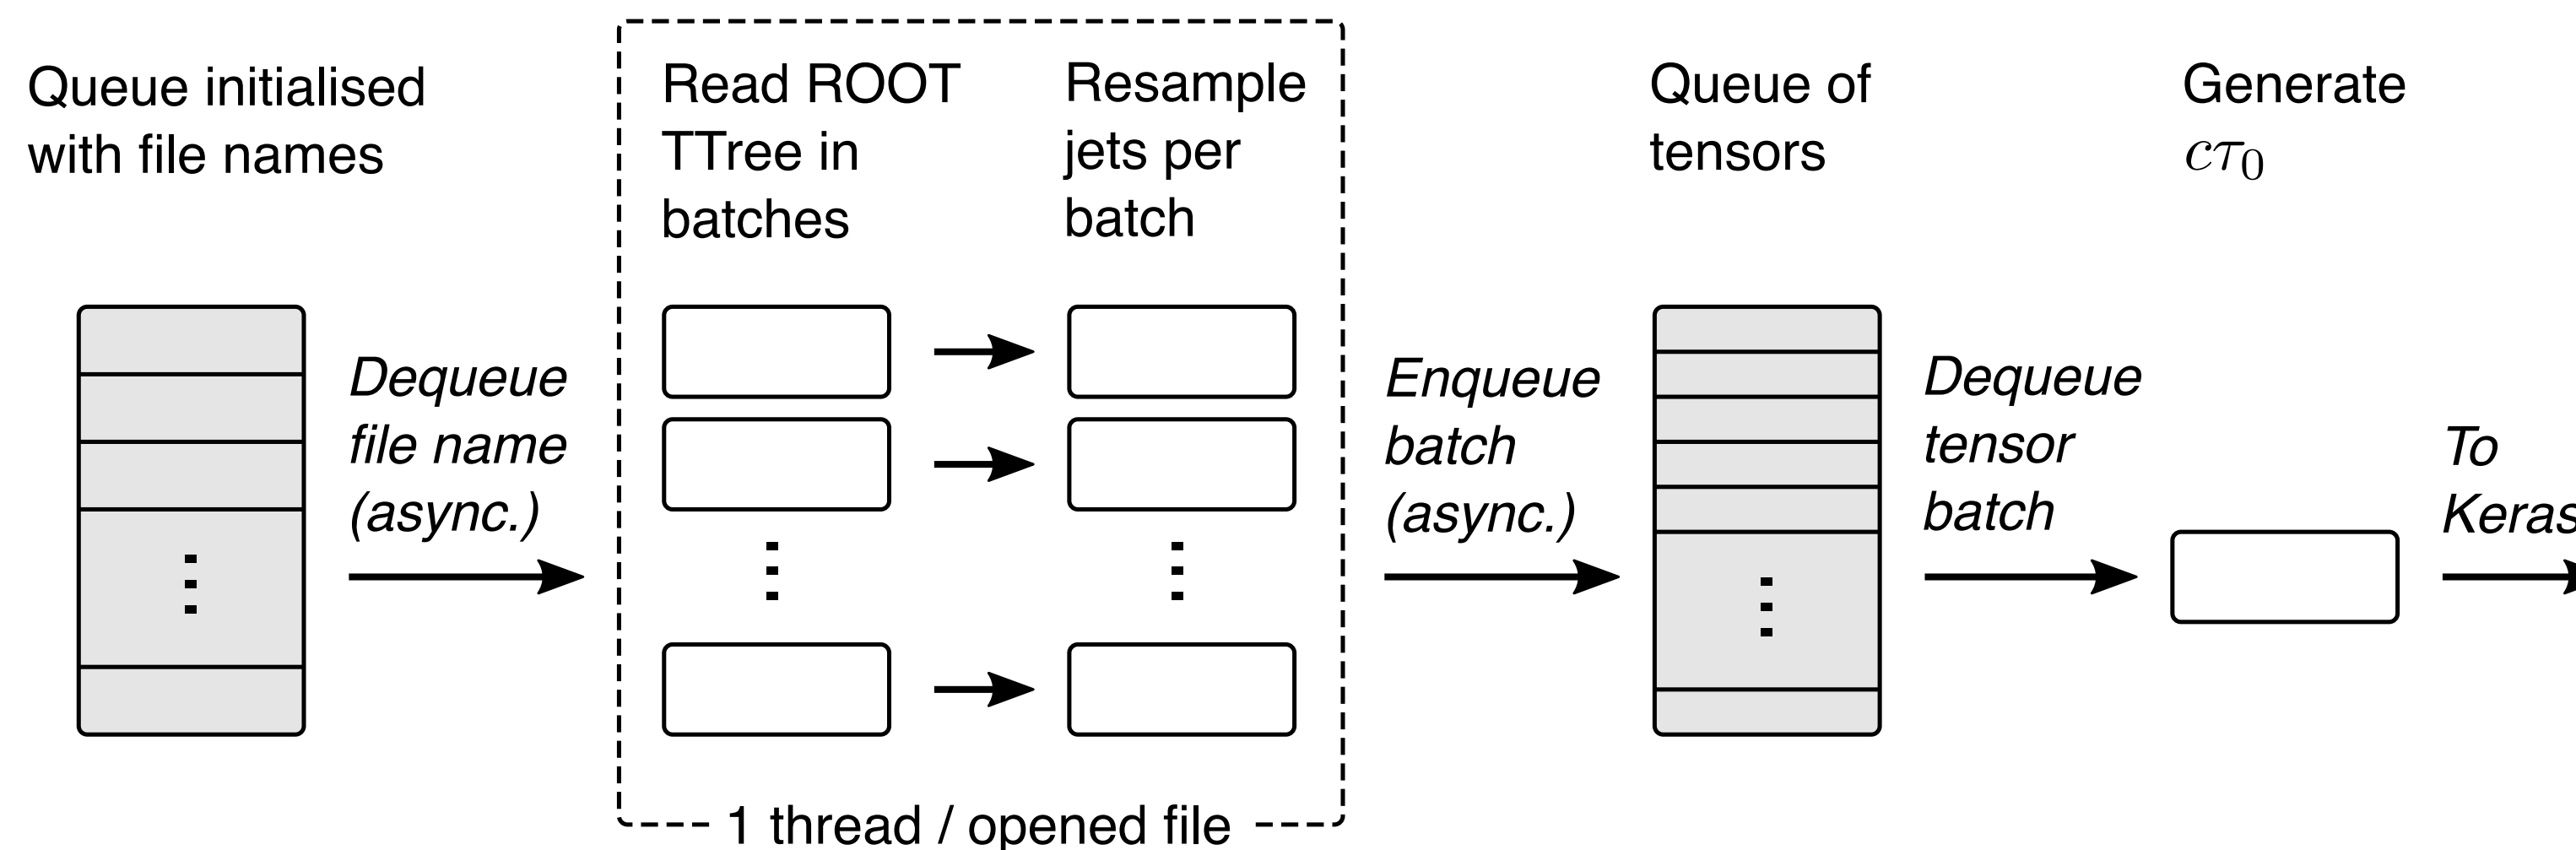 Queue initialised
with file names
Dequeue
file name
(async.)
Read ROOT
TTree in
batches
Resample
jets per
batch
1 thread / opened file
Enqueue
batch
(async.)
Queue of
tensors
Dequeue
tensor
batch
Generate
cτ₀
To
Keras